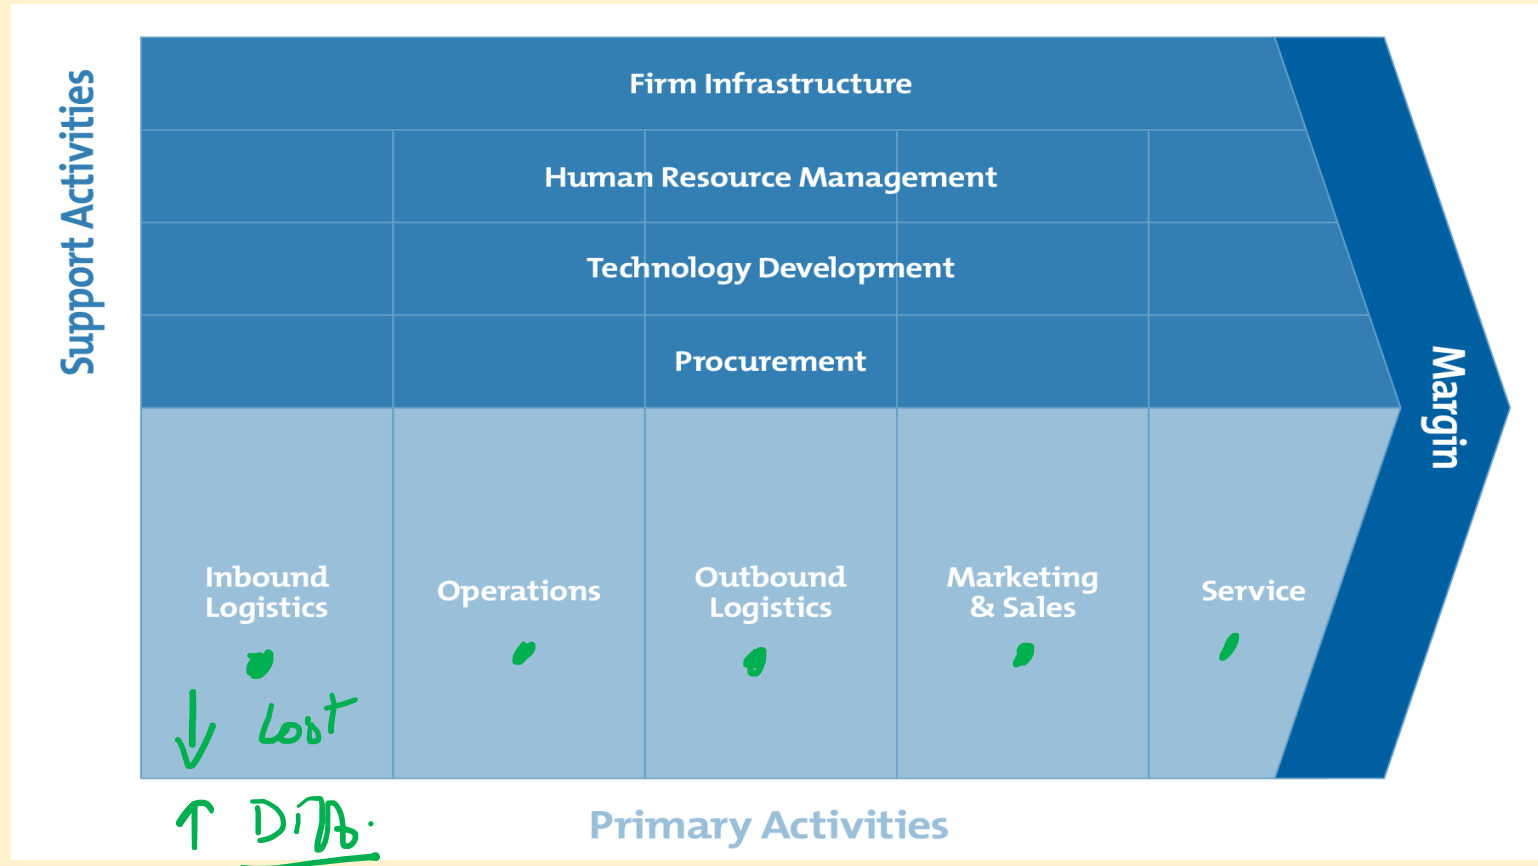 Support Activities
Firm Infrastructure
Human Resource Management
Technology Development
Procurement
Margin
Inbound
Logistics
Operations
Outbound
Logistics
Marketing
& Sales
Service
↓ Cost
↑ Diff.
Primary Activities